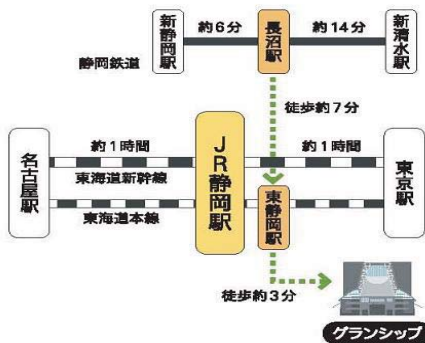 新静岡駅
約6分
長沼駅
約14分
新清水駅
静岡鉄道
徒歩約7分
名古屋駅
約1時間
東海道新幹線
東海道本線
JR静岡駅
約1時間
東静岡駅
東京駅
徒歩約3分
グランシップ